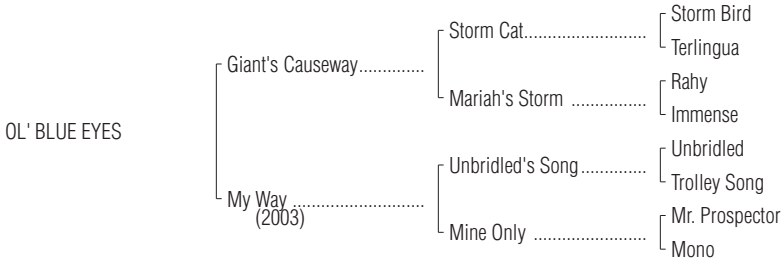 Storm Bird
Storm Cat..........................
Terlingua
Giant's Causeway..............
Rahy
Mariah's Storm ................
Immense
OL' BLUE EYES
Unbridled
Unbridled's Song..............
Trolley Song
My Way ............................
(2003)
Mr. Prospector
Mine Only ........................
Mono